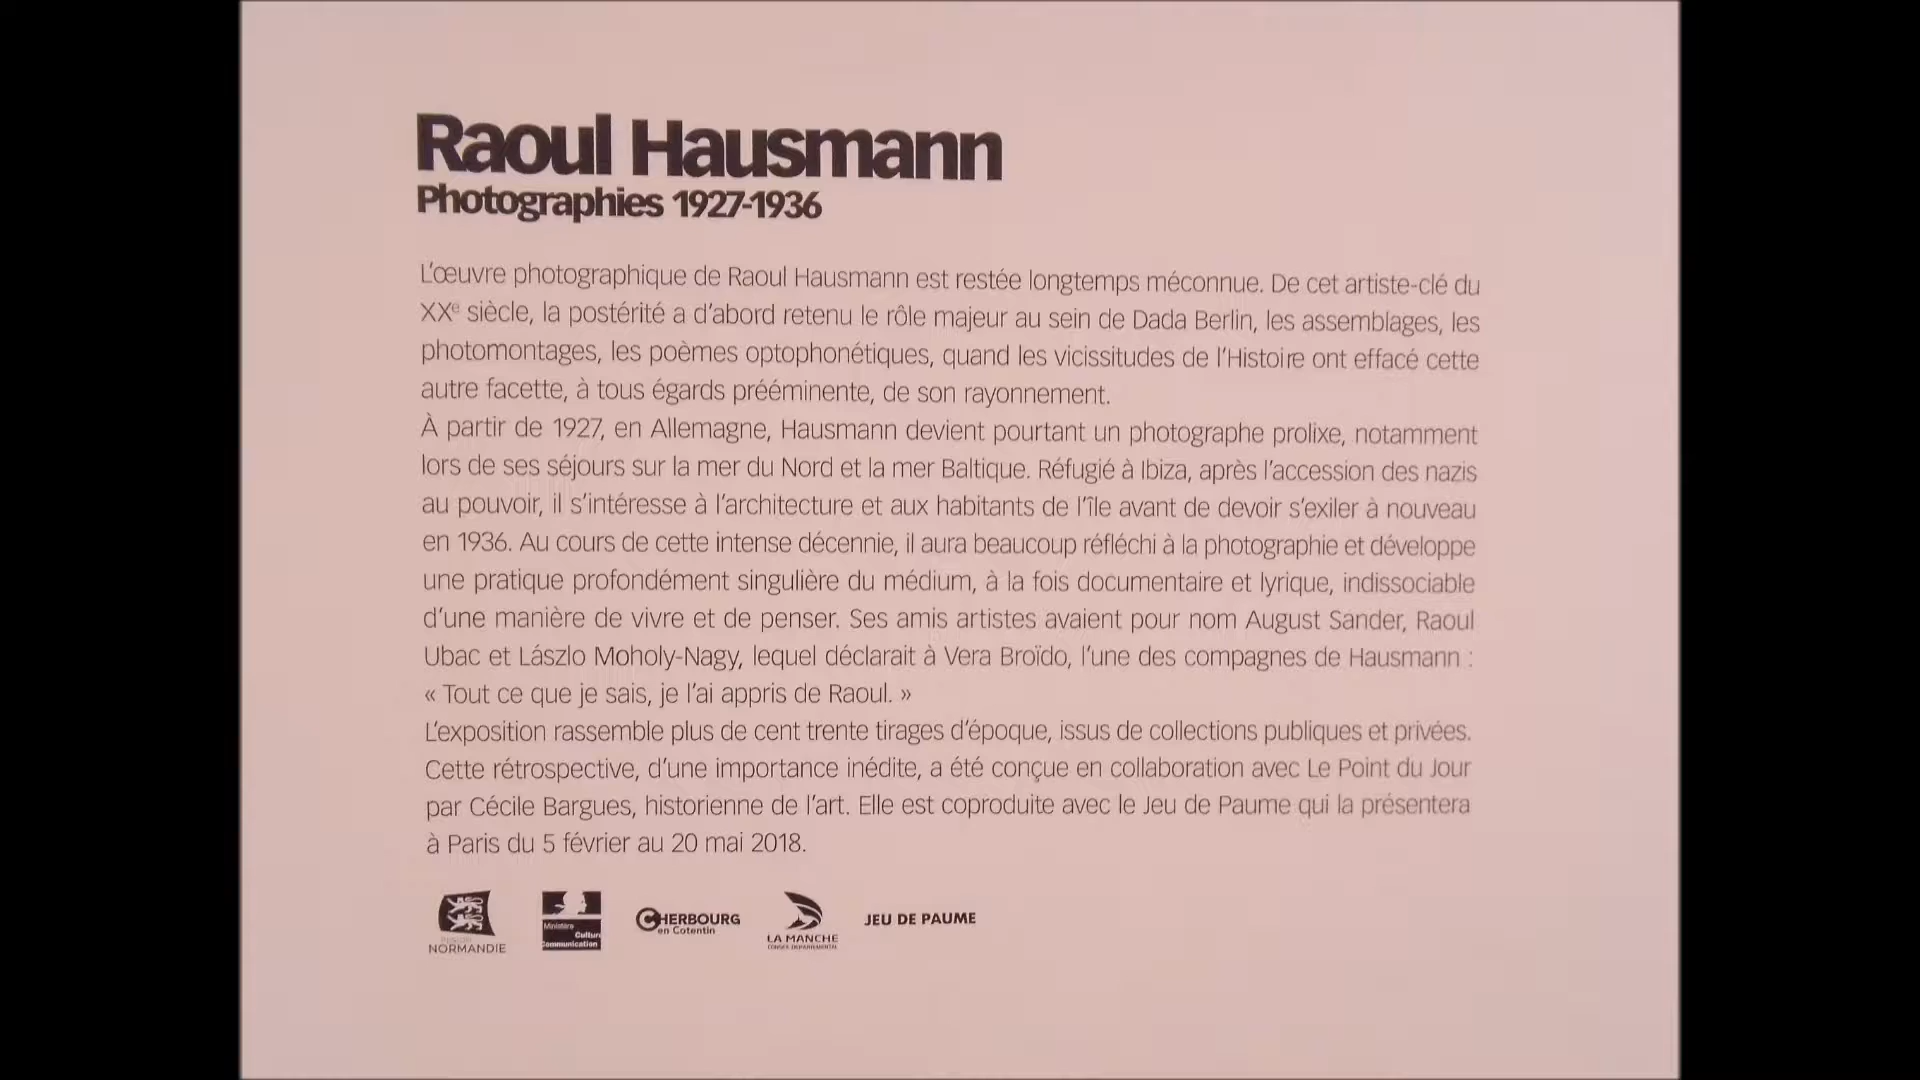 Raoul Hausmann
Photographies 1927-1936
L'œuvre photographique de Raoul Hausmann est restée longtemps méconnue. De cet artiste-clé du
XXe siècle, la postérité a d'abord retenu le rôle majeur au sein de Dada Berlin, les assemblages, les
photomontages, les poèmes optophonétiques, quand les vicissitudes de l'Histoire ont effacé cette
autre facette, à tous égards prééminente, de son rayonnement.
À partir de 1927, en Allemagne, Hausmann devient pourtant un photographe prolixe, notamment
lors de ses séjours sur la mer du Nord et la mer Baltique. Réfugié à Ibiza, après l'accession des nazis
au pouvoir, il s'intéresse à l'architecture et aux habitants de l'île avant de devoir s'exiler à nouveau
en 1936. Au cours de cette intense décennie, il aura beaucoup réfléchi à la photographie et développe
une pratique profondément singulière du médium, à la fois documentaire et lyrique, indissociable
d'une manière de vivre et de penser. Ses amis artistes avaient pour nom August Sander, Raoul
Ubac et Lászlo Moholy-Nagy, lequel déclarait à Vera Broïdo, l'une des compagnes de Hausmann :
« Tout ce que je sais, je l'ai appris de Raoul. »
L'exposition rassemble plus de cent trente tirages d'époque, issus de collections publiques et privées.
Cette rétrospective, d'une importance inédite, a été conçue en collaboration avec Le Point du Jour
par Cécile Bargues, historienne de l'art. Elle est coproduite avec le Jeu de Paume qui la présentera
à Paris du 5 février au 20 mai 2018.
NORMANDIE
Ministère
Culture
Communication
CHERBOURG
en Cotentin
LA MANCHE
CONSEIL DÉPARTEMENTAL
JEU DE PAUME